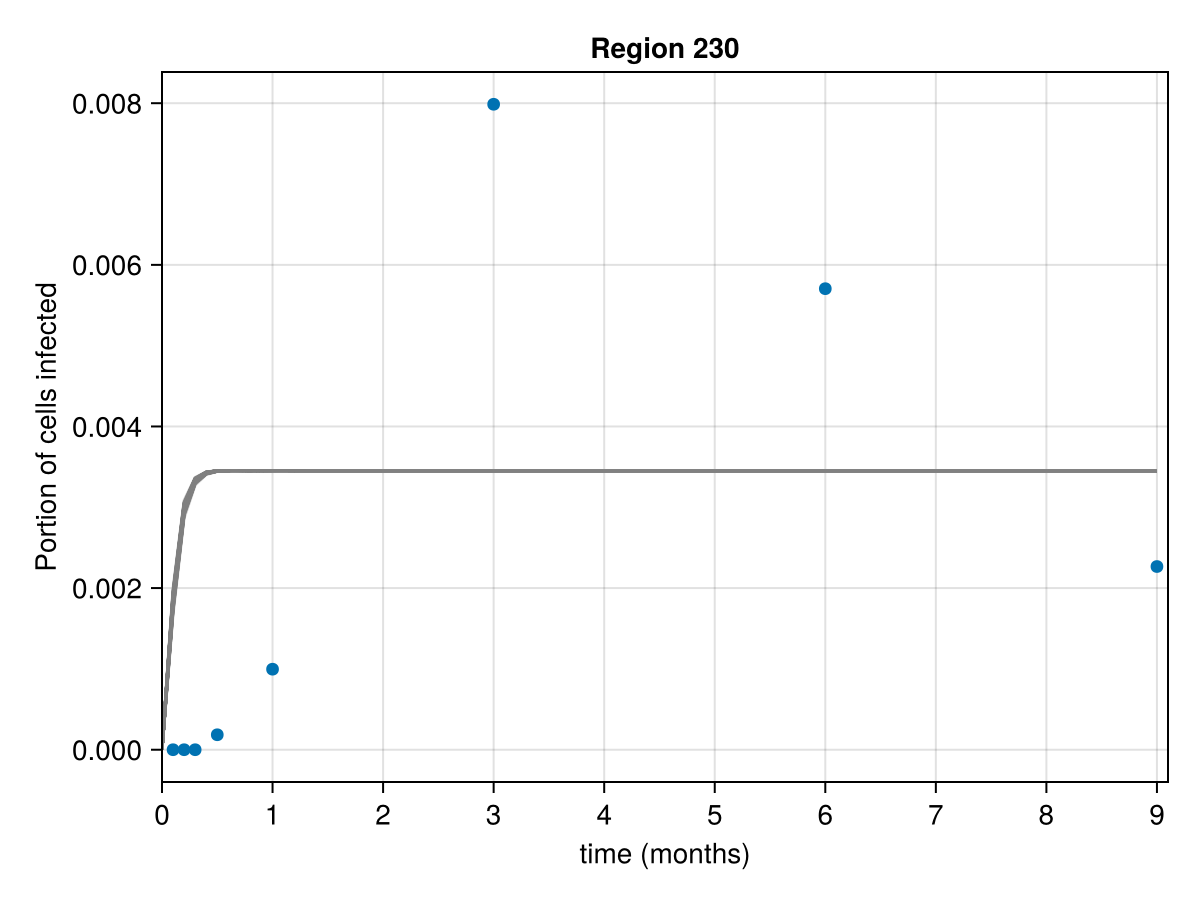 Region 230
Portion of cells infected
0.008
0.006
0.004
0.002
0.000
0 1 2 3 4 5 6 7 8 9
time (months)